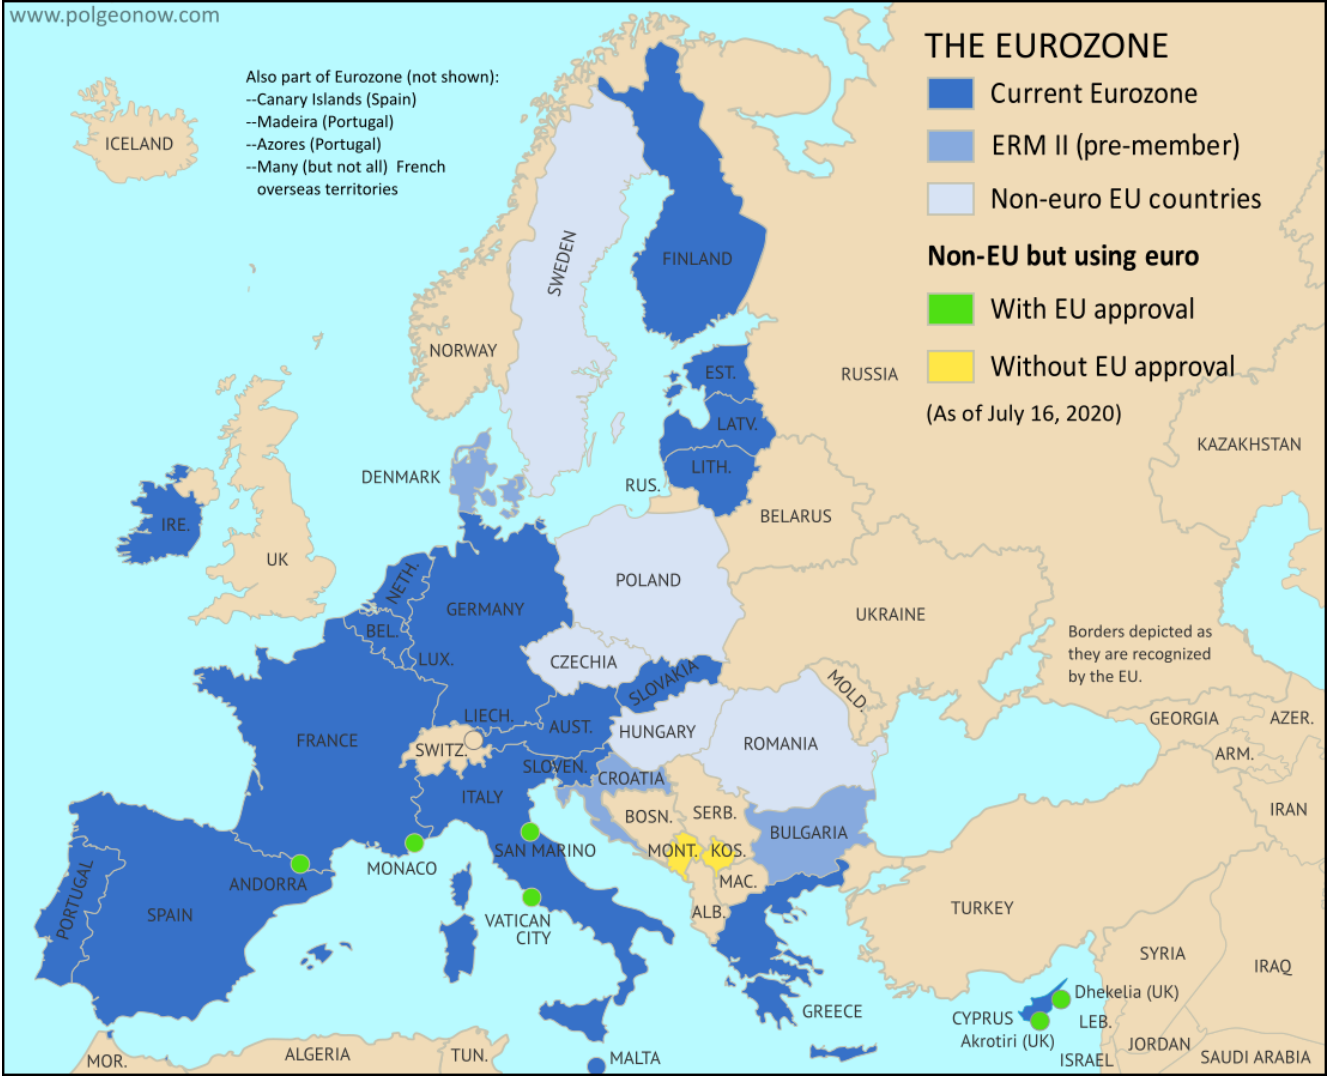 www.polgeonow.com
Also part of Eurozone (not shown):
--Canary Islands (Spain)
--Madeira (Portugal)
--Azores (Portugal)
--Many (but not all)  French
overseas territories
THE EUROZONE
Current Eurozone
ERM II (pre-member)
Non-euro EU countries
Non-EU but using euro
With EU approval
Without EU approval
(As of July 16, 2020)
ICELAND
SWEDEN
FINLAND
NORWAY
RUSSIA
EST.
LATV.
LITH.
KAZAKHSTAN
DENMARK
RUS.
BELARUS
IRE.
UK
NETH.
POLAND
GERMANY
UKRAINE
BEL.
LUX.
CZECHIA
SLOVAKIA
MOLD.
Borders depicted as
they are recognized
by the EU.
LIECH.
AUST.
HUNGARY
ROMANIA
GEORGIA
AZER.
FRANCE
SWITZ.
SLOVEN.
CROATIA
ARM.
ITALY
BOSN.
SERB.
BULGARIA
IRAN
SAN MARINO
MONT.
KOS.
MONACO
ANDORRA
MAC.
PORTUGAL
SPAIN
VATICAN
CITY
ALB.
TURKEY
SYRIA
IRAQ
Dhekelia (UK)
GREECE
CYPRUS
LEB.
Akrotiri (UK)
JORDAN
MOR.
ALGERIA
TUN.
MALTA
ISRAEL
SAUDI ARABIA